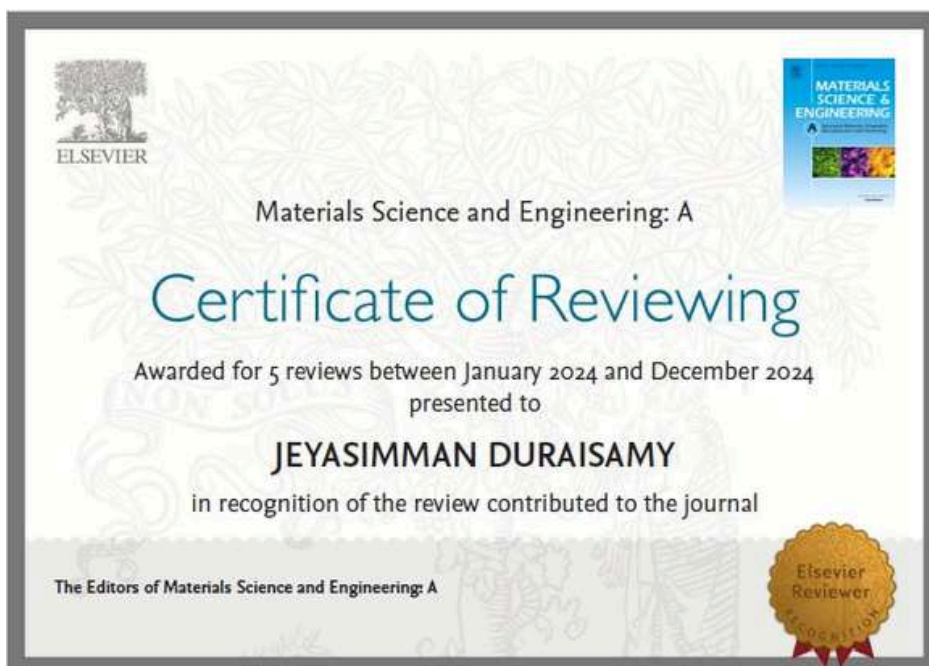 ELSEVIER
MATERIALS
SCIENCE &
ENGINEERING
A
Materials Science and Engineering: A
Certificate of Reviewing
Awarded for 5 reviews between January 2024 and December 2024
presented to
JEYASIMMAN DURAISAMY
in recognition of the review contributed to the journal
NON SOLUS
The Editors of Materials Science and Engineering: A
Elsevier
Reviewer
RECOGNITION